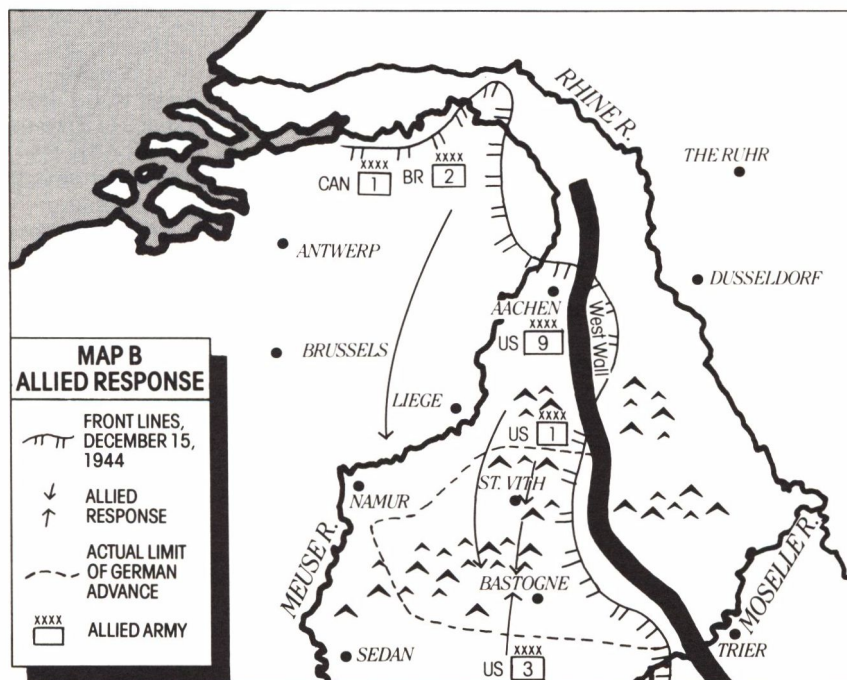 RHINE R.
THE RUHR
XXXX
CAN 1
XXXX
BR 2
ANTWERP
DUSSELDORF
AACHEN
XXXX
US 9
West Wall
BRUSSELS
LIEGE
XXXX
US 1
ST. VITH
NAMUR
MEUSE R.
MOSELLE R.
BASTOGNE
TRIER
SEDAN
XXXX
US 3
MAP B
ALLIED RESPONSE
FRONT LINES,
DECEMBER 15,
1944
ALLIED
RESPONSE
ACTUAL LIMIT
OF GERMAN
ADVANCE
XXXX
ALLIED ARMY